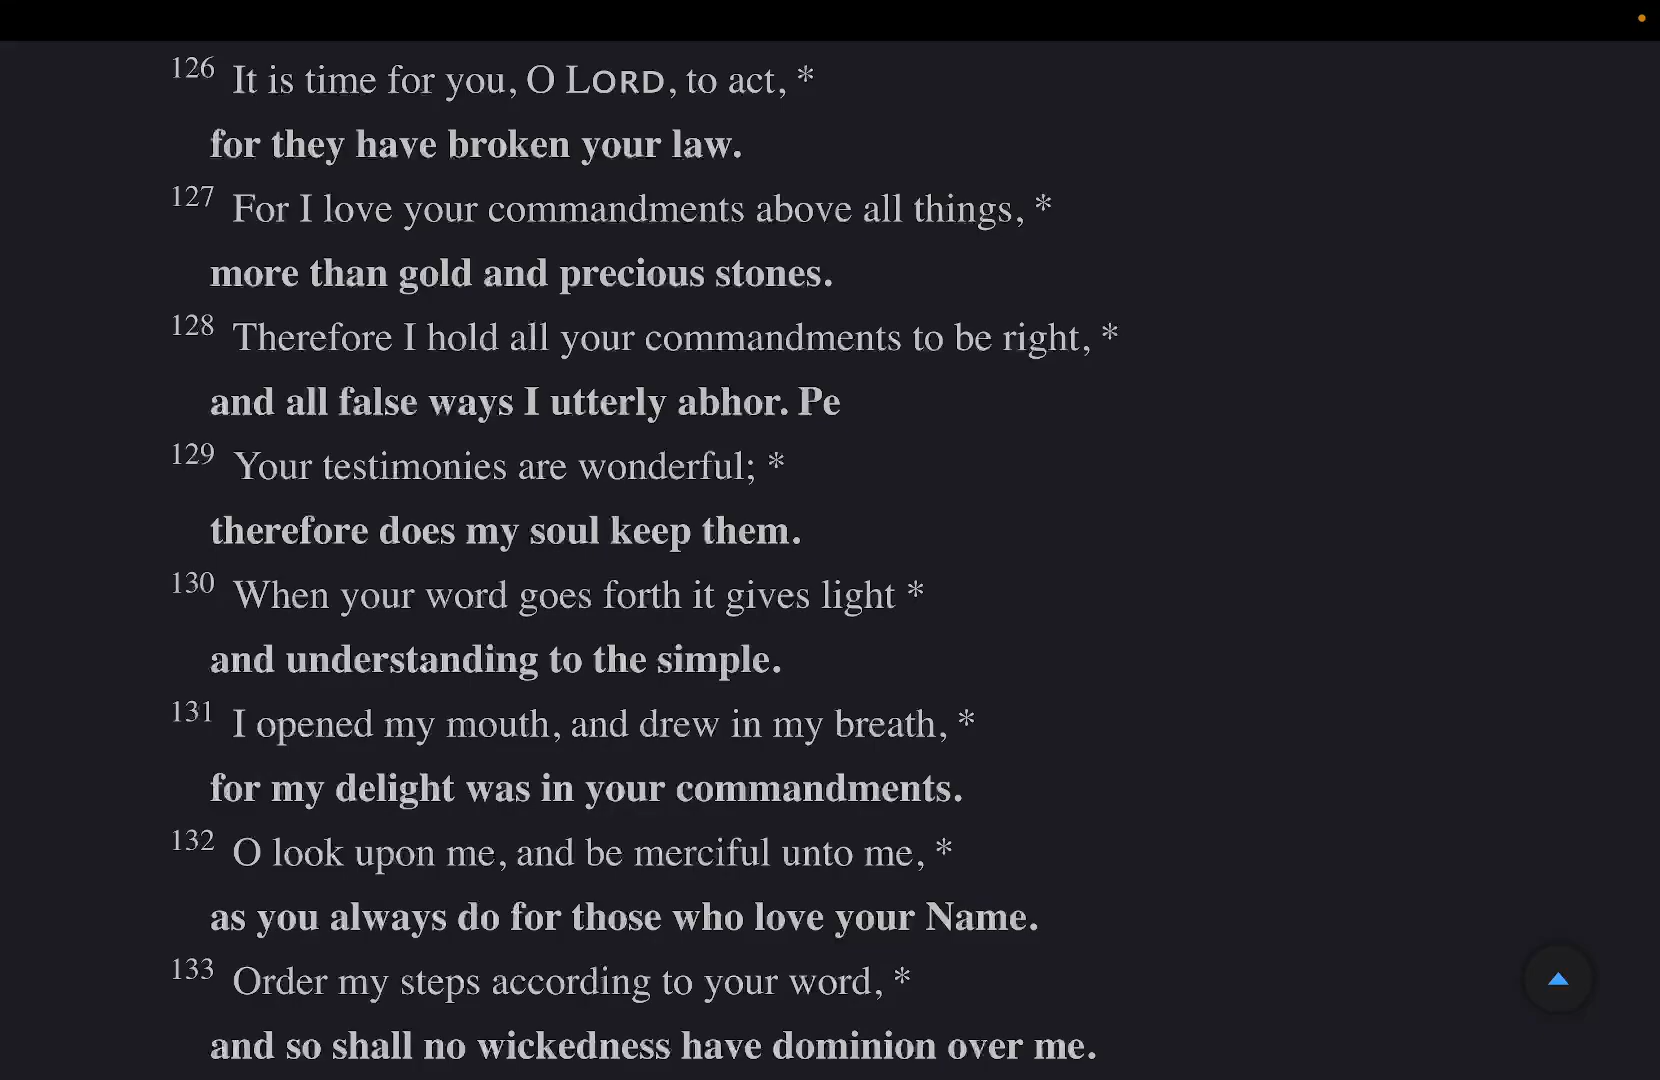 126 It is time for you, O LORD, to act, *
for they have broken your law.
127 For I love your commandments above all things, *
more than gold and precious stones.
128 Therefore I hold all your commandments to be right, *
and all false ways I utterly abhor. Pe
129 Your testimonies are wonderful; *
therefore does my soul keep them.
130 When your word goes forth it gives light *
and understanding to the simple.
131 I opened my mouth, and drew in my breath, *
for my delight was in your commandments.
132 O look upon me, and be merciful unto me, *
as you always do for those who love your Name.
133 Order my steps according to your word, *
and so shall no wickedness have dominion over me.